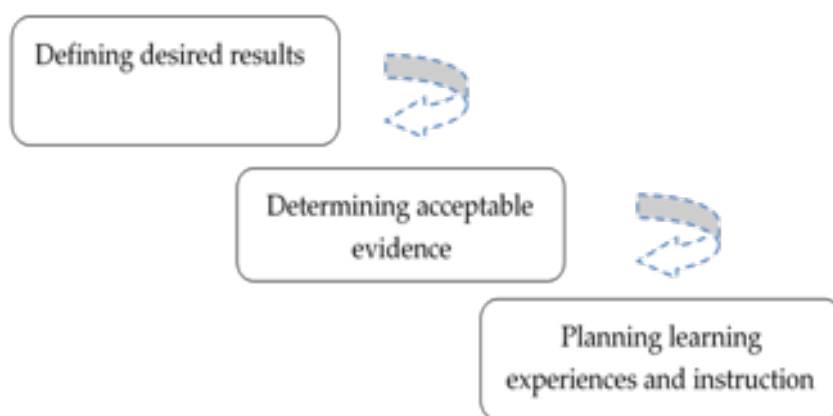 Defining desired results
Determining acceptable
evidence
Planning learning
experiences and instruction